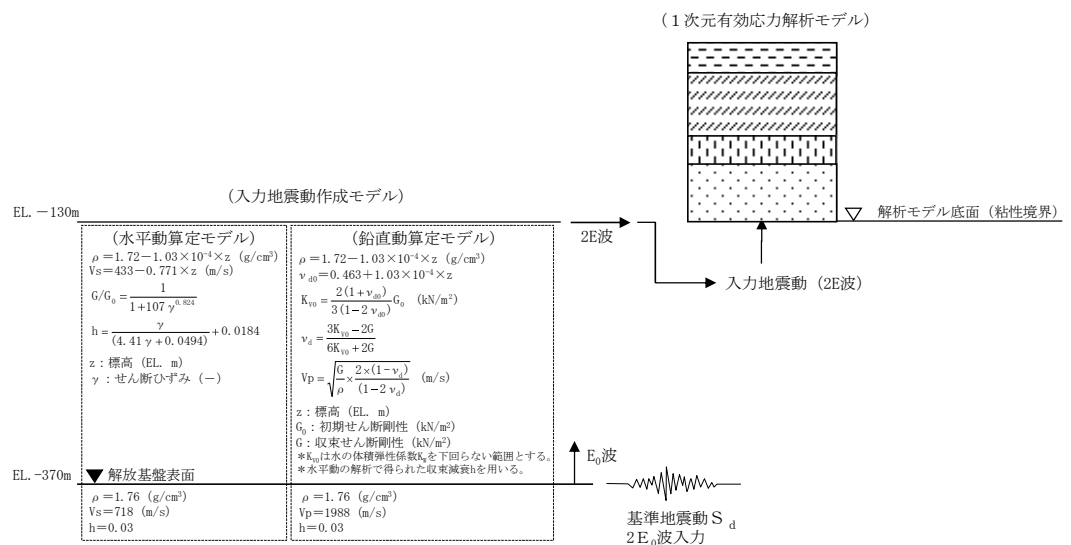 (1次元有効応力解析モデル)
(入力地震動作成モデル)
EL. -130m
解析モデル底面 (粘性境界)
2E波
入力地震動 (2E波)
(水平動算定モデル)
ρ=1.72-1.03×10⁻⁴×z (g/cm³)
Vs=433-0.771×z (m/s)
G/G₀ = 1 / (1+107 γ^0.824)
h = γ / (4.41 γ+0.0494) +0.0184
z:標高 (EL. m)
γ:せん断ひずみ (-)
(鉛直動算定モデル)
ρ=1.72-1.03×10⁻⁴×z (g/cm³)
ν_d0=0.463+1.03×10⁻⁴×z
K_V0 = 2(1+ν_d0) / 3(1-2ν_d0) G₀ (kN/m²)
ν_d = (3K_V0-2G) / (6K_V0+2G)
Vp=√(G/ρ × 2×(1-ν_d) / (1-2ν_d)) (m/s)
z:標高 (EL. m)
G₀:初期せん断剛性 (kN/m²)
G:収束せん断剛性 (kN/m²)
*K_V0は水の体積弾性係数K_wを下回らない範囲とする。
*水平動の解析で得られた収束減衰hを用いる。
EL. -370m
▼ 解放基盤表面
E₀波
ρ=1.76 (g/cm³)
Vs=718 (m/s)
h=0.03
ρ=1.76 (g/cm³)
Vp=1988 (m/s)
h=0.03
基準地震動S_d
2E₀波入力